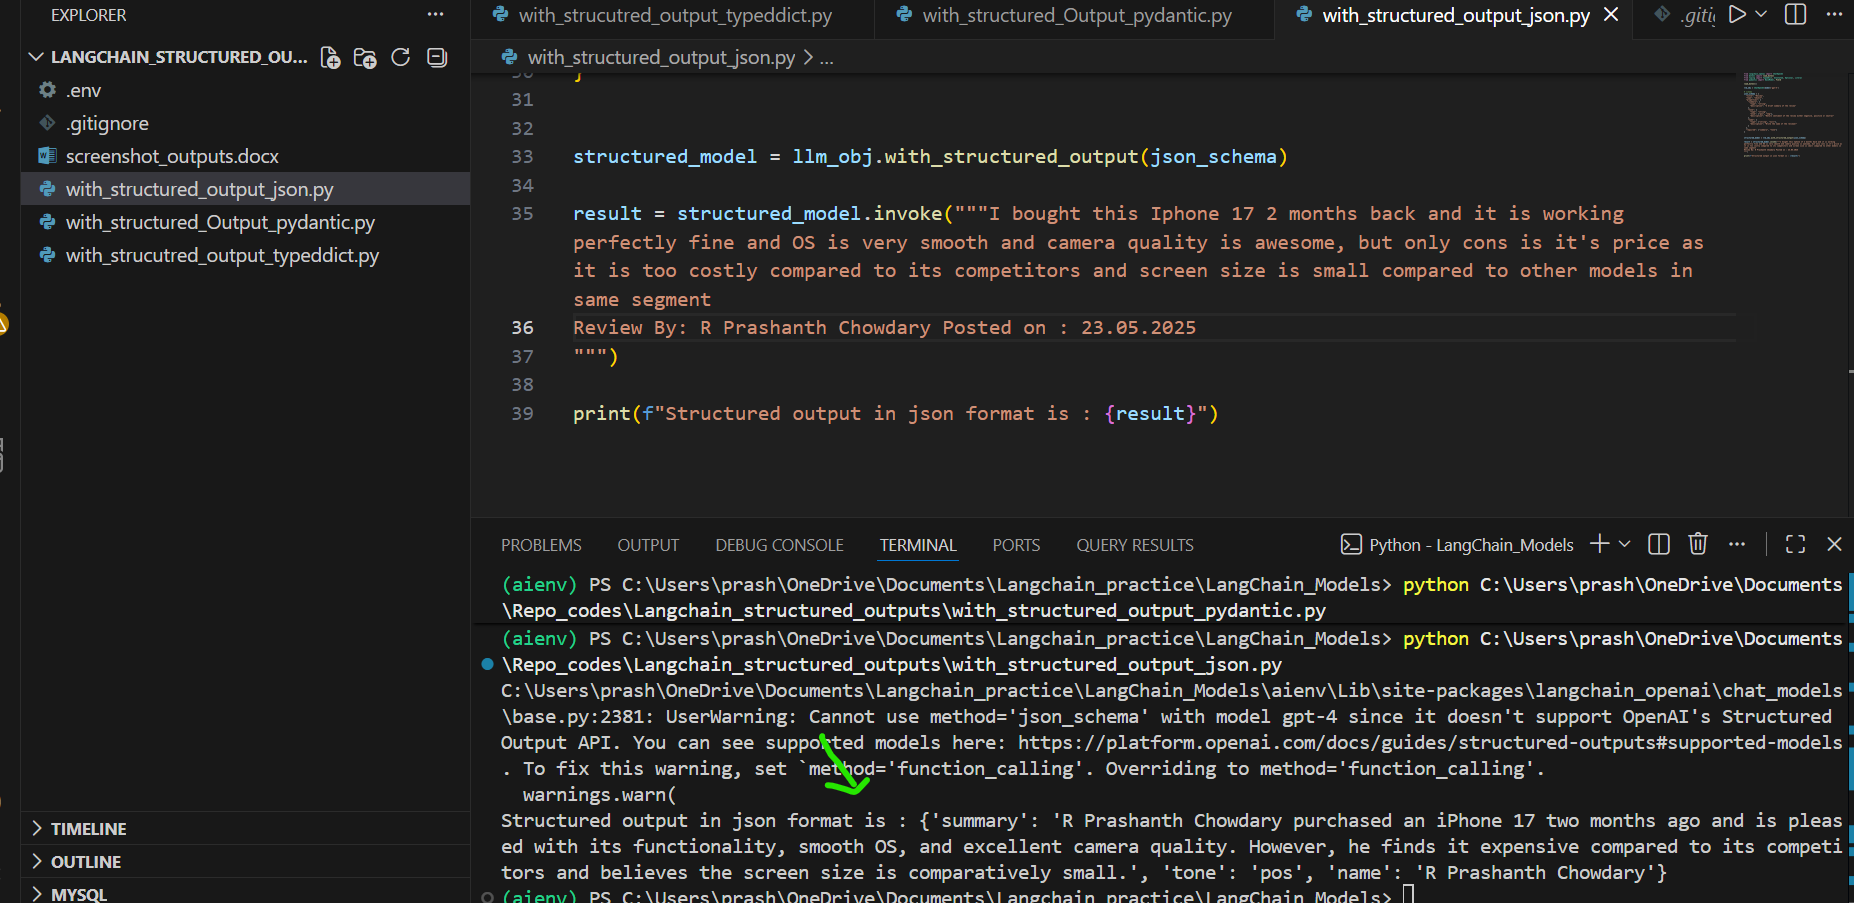 EXPLORER
LANGCHAIN_STRUCTURED_OU...
.env
.gitignore
screenshot_outputs.docx
with_structured_output_json.py
with_structured_Output_pydantic.py
with_strucutred_output_typeddict.py
TIMELINE
OUTLINE
MYSQL
with_strucutred_output_typeddict.py
with_structured_Output_pydantic.py
with_structured_output_json.py
.giti
with_structured_output_json.py > ...
30 }
31
32
33 structured_model = llm_obj.with_structured_output(json_schema)
34
35 result = structured_model.invoke("""I bought this Iphone 17 2 months back and it is working
perfectly fine and OS is very smooth and camera quality is awesome, but only cons is it's price as
it is too costly compared to its competitors and screen size is small compared to other models in
same segment
36 Review By: R Prashanth Chowdary Posted on : 23.05.2025
37 """)
38
39 print(f"Structured output in json format is : {result}")
PROBLEMS OUTPUT DEBUG CONSOLE TERMINAL PORTS QUERY RESULTS
Python - LangChain_Models
(aienv) PS C:\Users\prash\OneDrive\Documents\Langchain_practice\LangChain_Models> python C:\Users\prash\OneDrive\Documents
\Repo_codes\Langchain_structured_outputs\with_structured_output_pydantic.py
(aienv) PS C:\Users\prash\OneDrive\Documents\Langchain_practice\LangChain_Models> python C:\Users\prash\OneDrive\Documents
\Repo_codes\Langchain_structured_outputs\with_structured_output_json.py
C:\Users\prash\OneDrive\Documents\Langchain_practice\LangChain_Models\aienv\Lib\site-packages\langchain_openai\chat_models
\base.py:2381: UserWarning: Cannot use method='json_schema' with model gpt-4 since it doesn't support OpenAI's Structured
Output API. You can see supported models here: https://platform.openai.com/docs/guides/structured-outputs#supported-models
. To fix this warning, set `method='function_calling'. Overriding to method='function_calling'.
warnings.warn(
Structured output in json format is : {'summary': 'R Prashanth Chowdary purchased an iPhone 17 two months ago and is pleas
ed with its functionality, smooth OS, and excellent camera quality. However, he finds it expensive compared to its competi
tors and believes the screen size is comparatively small.', 'tone': 'pos', 'name': 'R Prashanth Chowdary'}
(aienv) PS C:\Users\prash\OneDrive\Documents\Langchain_practice\LangChain_Models>